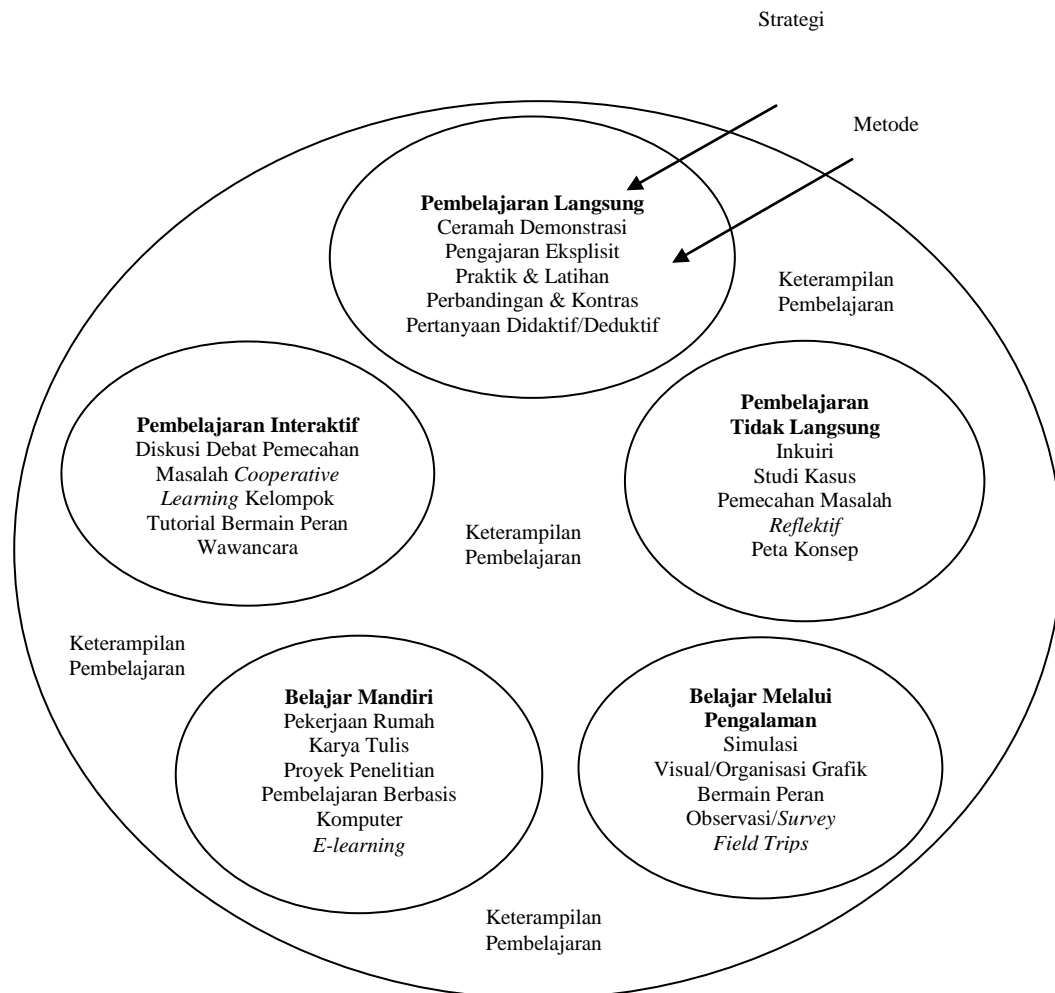 Strategi
Metode
Pembelajaran Langsung
Ceramah Demonstrasi
Pengajaran Eksplisit
Praktik & Latihan
Perbandingan & Kontras
Pertanyaan Didaktif/Deduktif
Keterampilan
Pembelajaran
Pembelajaran Interaktif
Diskusi Debat Pemecahan
Masalah Cooperative
Learning Kelompok
Tutorial Bermain Peran
Wawancara
Pembelajaran
Tidak Langsung
Inkuiri
Studi Kasus
Pemecahan Masalah
Reflektif
Peta Konsep
Keterampilan
Pembelajaran
Keterampilan
Pembelajaran
Belajar Mandiri
Pekerjaan Rumah
Karya Tulis
Proyek Penelitian
Pembelajaran Berbasis
Komputer
E-learning
Belajar Melalui
Pengalaman
Simulasi
Visual/Organisasi Grafik
Bermain Peran
Observasi/Survey
Field Trips
Keterampilan
Pembelajaran